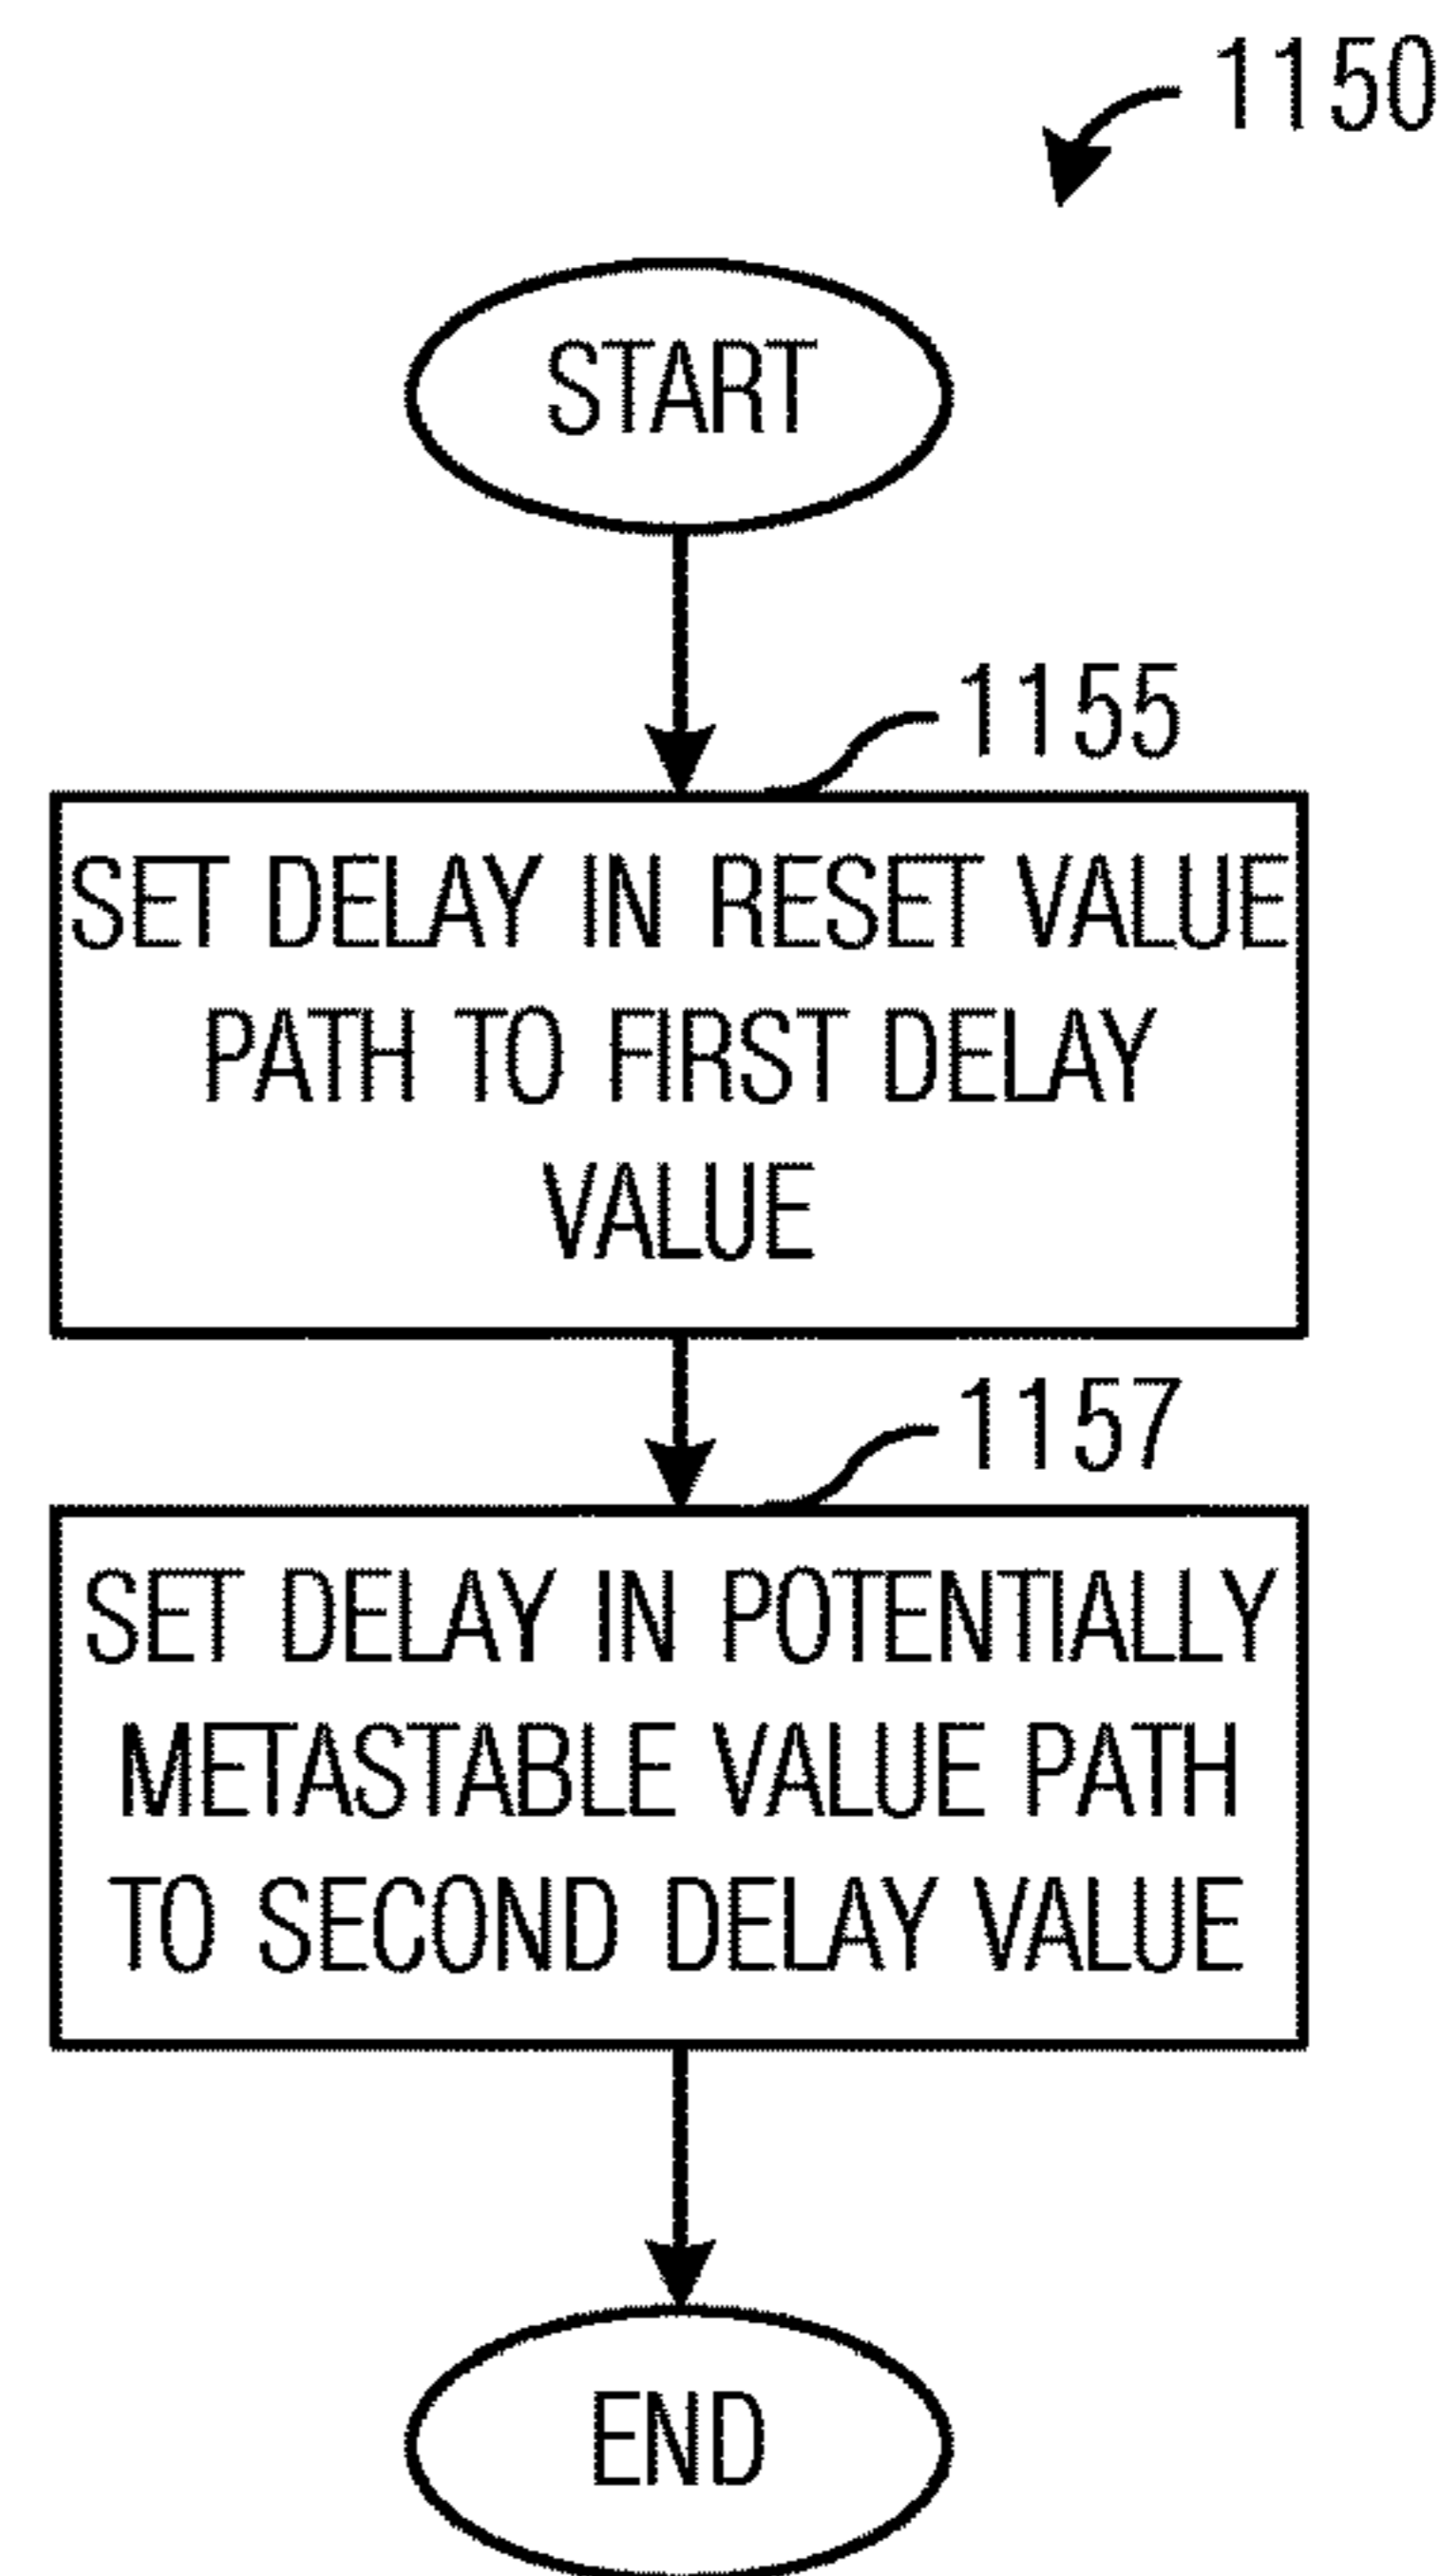 1150
START
1155
SET DELAY IN RESET VALUE
PATH TO FIRST DELAY
VALUE
1157
SET DELAY IN POTENTIALLY
METASTABLE VALUE PATH
TO SECOND DELAY VALUE
END